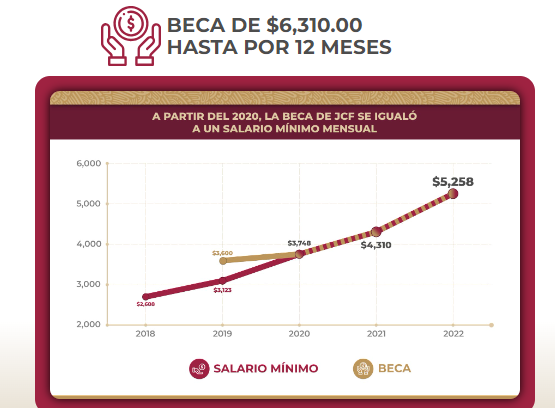 BECA DE $6,310.00
HASTA POR 12 MESES
A PARTIR DEL 2020, LA BECA DE JCF SE IGUALÓ
A UN SALARIO MÍNIMO MENSUAL
6,000
5,000
4,000
3,000
2,000
$5,258
$3,748
$4,310
$3,600
$3,123
$2,608
2018 2019 2020 2021 2022
SALARIO MÍNIMO BECA